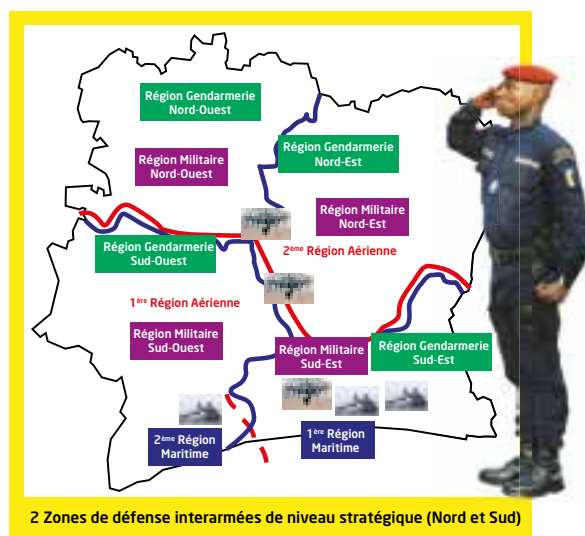 Région Gendarmerie
Nord-Ouest
Région Gendarmerie
Nord-Est
Région Militaire
Nord-Ouest
Région Militaire
Nord-Est
Région Gendarmerie
Sud-Ouest
2ème Région Aérienne
1ère Région Aérienne
Région Militaire
Sud-Ouest
Région Militaire
Sud-Est
Région Gendarmerie
Sud-Est
2ème Région
Maritime
1ère Région
Maritime
2 Zones de défense interarmées de niveau stratégique (Nord et Sud)